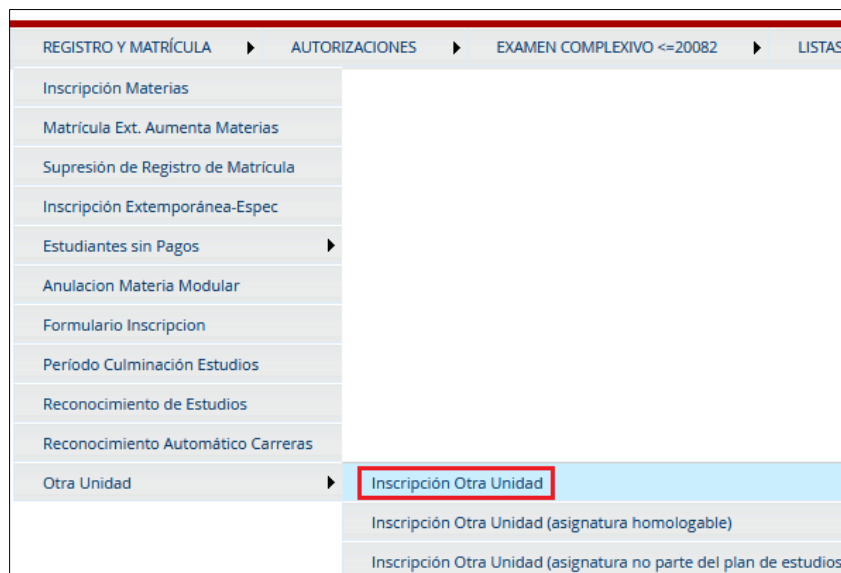 REGISTRO Y MATRÍCULA AUTORIZACIONES EXAMEN COMPLEXIVO <=20082 LISTAS
Inscripción Materias
Matrícula Ext. Aumenta Materias
Supresión de Registro de Matrícula
Inscripción Extemporánea-Espec
Estudiantes sin Pagos
Anulacion Materia Modular
Formulario Inscripcion
Período Culminación Estudios
Reconocimiento de Estudios
Reconocimiento Automático Carreras
Otra Unidad Inscripción Otra Unidad
Inscripción Otra Unidad (asignatura homologable)
Inscripción Otra Unidad (asignatura no parte del plan de estudios